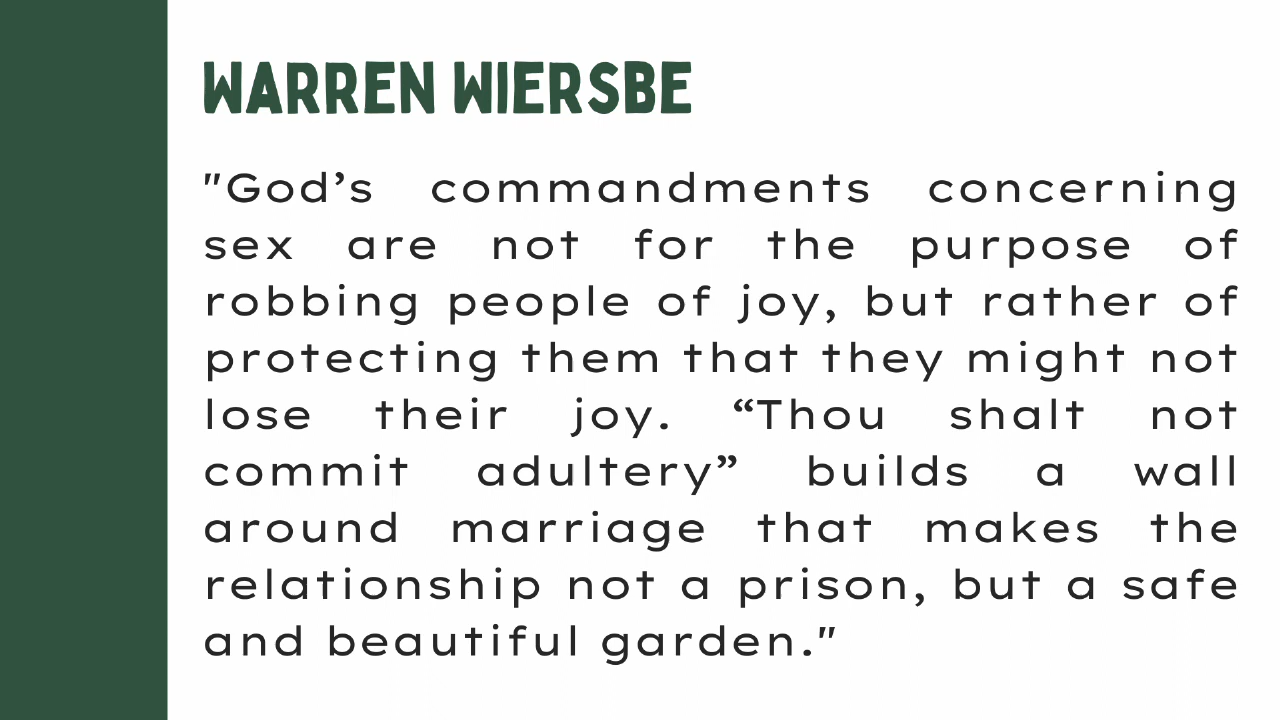 WARREN WIERSBE
"God’s commandments concerning
sex are not for the purpose of
robbing people of joy, but rather of
protecting them that they might not
lose their joy. “Thou shalt not
commit adultery” builds a wall
around marriage that makes the
relationship not a prison, but a safe
and beautiful garden."